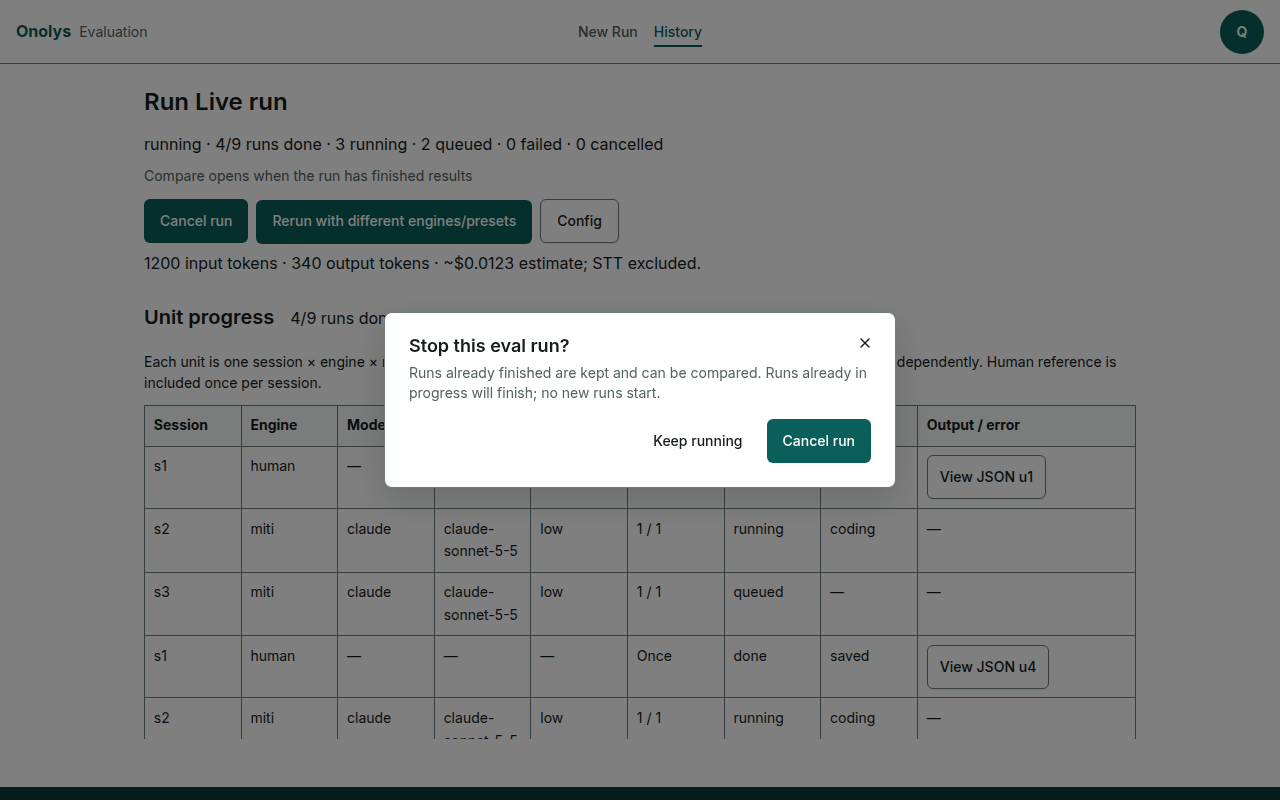 Onolys Evaluation New Run History Q
Run Live run
running · 4/9 runs done · 3 running · 2 queued · 0 failed · 0 cancelled
Compare opens when the run has finished results
Cancel run Rerun with different engines/presets Config
1200 input tokens · 340 output tokens · ~$0.0123 estimate; STT excluded.
Unit progress 4/9 runs don
Stop this eval run? ×
Runs already finished are kept and can be compared. Runs already in
progress will finish; no new runs start.
Keep running Cancel run
Each unit is one session × engine × dependently. Human reference is
included once per session.
Session Engine Mode Output / error
s1 human — View JSON u1
s2 miti claude claude- low 1 / 1 running coding —
sonnet-5-5
s3 miti claude claude- low 1 / 1 queued — —
sonnet-5-5
s1 human — — — Once done saved View JSON u4
s2 miti claude claude- low 1 / 1 running coding —